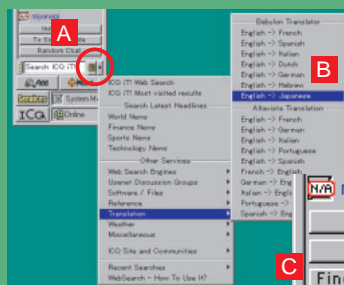 mijonopi
A
To S
Random Chat
Search ICQ iT!
Services
System M
ICQ
Online
ICQ iT! Web Search
ICQ iT! Most visited results
Search Latest Headlines
World News
Finance News
Sports News
Technology News
Other Services
Web Search Engines
Usenet Discussion Groups
Software / Files
Reference
Translation
Weather
Miscellaneous
ICQ Site and Communities
Recent Searches
WebSearch - How To Use It?
Babylon Translator
English -> French
English -> Spanish
English -> Italian
English -> Dutch
English -> German
English -> Hebrew
English -> Japanese
B
Altavista Translation
English -> French
English -> German
English -> Italian
English -> Portuguese
English -> Spanish
French -> English
German -> Eng
Italian -> Engl
Portuguese ->
Spanish -> Eng
N/A
C
Find